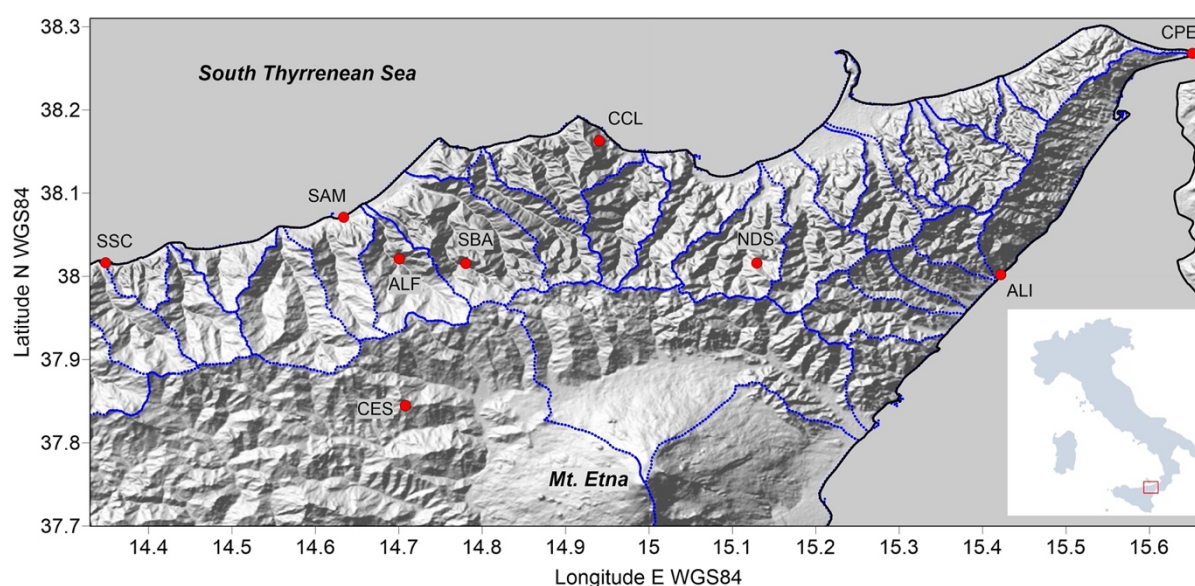 38.3
38.2
38.1
38
37.9
37.8
37.7
Latitude N WGS84
South Thyrrenean Sea
CPE
CCL
SAM
SSC
SBA
NDS
ALF
ALI
CES
Mt. Etna
14.4 14.5 14.6 14.7 14.8 14.9 15 15.1 15.2 15.3 15.4 15.5 15.6
Longitude E WGS84